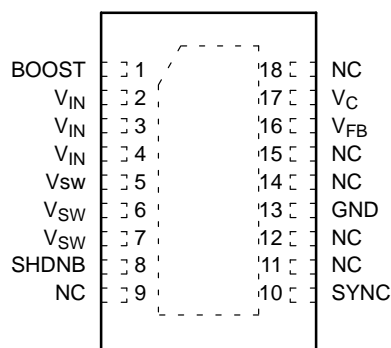 BOOST 1 18 NC
VIN 2 17 VC
VIN 3 16 VFB
VIN 4 15 NC
Vsw 5 14 NC
VSW 6 13 GND
VSW 7 12 NC
SHDNB 8 11 NC
NC 9 10 SYNC